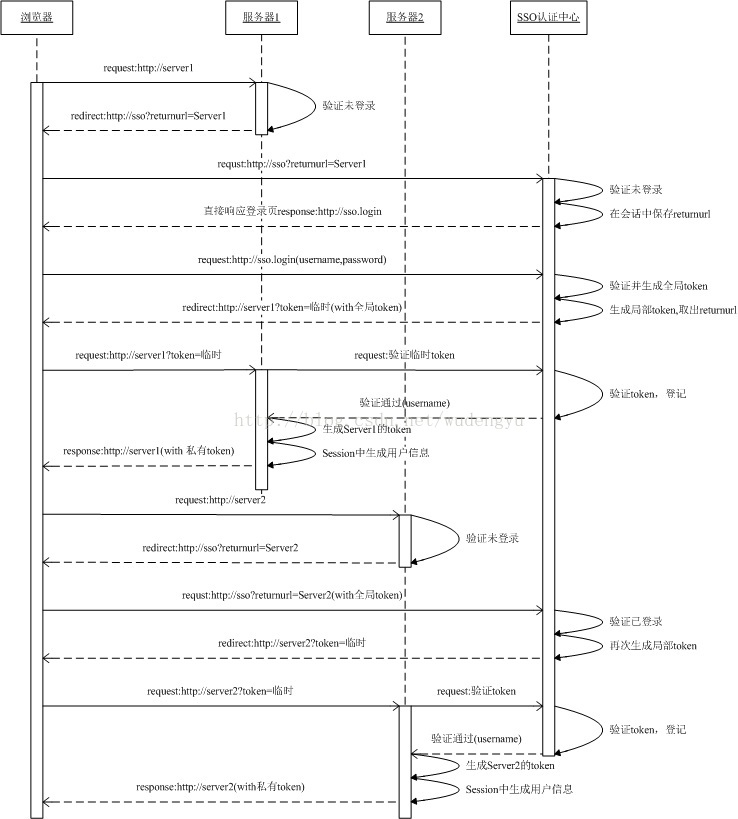 浏览器
服务器1
服务器2
SSO认证中心
request:http://server1
验证未登录
redirect:http://sso?returnurl=Server1
requst:http://sso?returnurl=Server1
验证未登录
直接响应登录页response:http://sso.login
在会话中保存returnurl
request:http://sso.login(username,password)
验证并生成全局token
redirect:http://server1?token=临时(with全局token)
生成局部token,取出returnurl
request:http://server1?token=临时
request:验证临时token
验证token，登记
验证通过(username)
http://blog.csdn.net/wudengyu
生成Server1的token
response:http://server1(with 私有token)
Session中生成用户信息
request:http://server2
验证未登录
redirect:http://sso?returnurl=Server2
requst:http://sso?returnurl=Server2(with全局token)
验证已登录
redirect:http://server2?token=临时
再次生成局部token
request:http://server2?token=临时
request:验证token
验证token，登记
验证通过(username)
生成Server2的token
response:http://server2(with私有token)
Session中生成用户信息